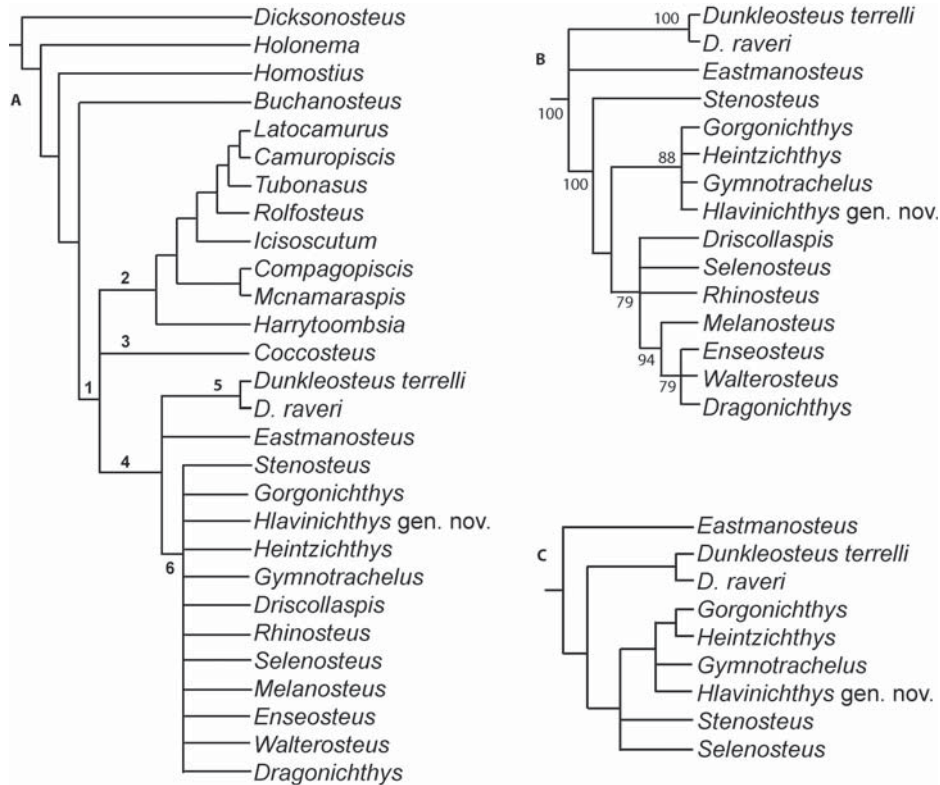 A
Dicksonosteus
Holonema
Homostius
Buchanosteus
Latocamurus
Camuropiscis
Tubonasus
Rolfosteus
Icisoscutum
Compagopiscis
Mcnamaraspis
2
Harrytoombsia
3
Coccosteus
1
5
Dunkleosteus terrelli
D. raveri
Eastmanosteus
4
Stenosteus
Gorgonichthys
Hlavinichthys gen. nov.
Heintzichthys
6
Gymnotrachelus
Driscollaspis
Rhinosteus
Selenosteus
Melanosteus
Enseosteus
Walterosteus
Dragonichthys
B
100
Dunkleosteus terrelli
D. raveri
Eastmanosteus
100
Stenosteus
Gorgonichthys
88
Heintzichthys
100
Gymnotrachelus
Hlavinichthys gen. nov.
Driscollaspis
Selenosteus
79
Rhinosteus
Melanosteus
94
Enseosteus
79
Walterosteus
Dragonichthys
C
Eastmanosteus
Dunkleosteus terrelli
D. raveri
Gorgonichthys
Heintzichthys
Gymnotrachelus
Hlavinichthys gen. nov.
Stenosteus
Selenosteus